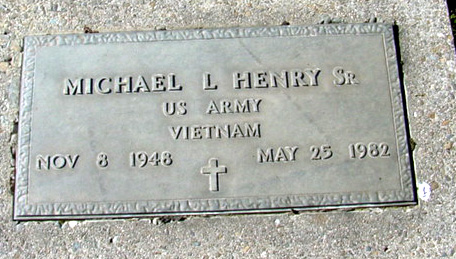 MICHAEL L HENRY SR
US ARMY
VIETNAM
NOV 8 1948 MAY 25 1982